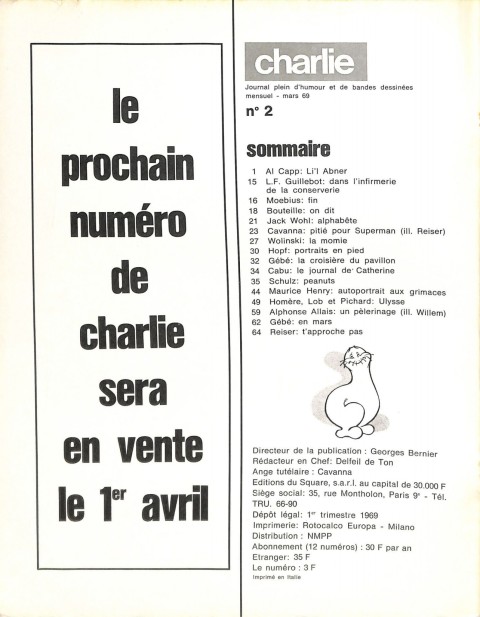 le
prochain
numéro
de
charlie
sera
en vente
le 1er avril
charlie
Journal plein d'humour et de bandes dessinées
mensuel - mars 69
n° 2
sommaire
1 Al Capp: Li'l Abner
15 L.F. Guillebot: dans l'infirmerie
de la conserverie
16 Moebius: fin
18 Bouteille: on dit
21 Jack Wohl: alphabête
23 Cavanna: pitié pour Superman (ill. Reiser)
27 Wolinski: la momie
30 Hopf: portraits en pied
32 Gébé: la croisière du pavillon
34 Cabu: le journal de Catherine
35 Schulz: peanuts
44 Maurice Henry: autoportrait aux grimaces
49 Homère, Lob et Pichard: Ulysse
59 Alphonse Allais: un pèlerinage (ill. Willem)
62 Gébé: en mars
64 Reiser: t'approche pas
Directeur de la publication : Georges Bernier
Rédacteur en Chef: Delfeil de Ton
Ange tutélaire : Cavanna
Editions du Square, s.a.r.l. au capital de 30.000 F
Siège social: 35, rue Montholon, Paris 9e - Tél.
TRU. 66-90
Dépôt légal: 1er trimestre 1969
Imprimerie: Rotocalco Europa - Milano
Distribution : NMPP
Abonnement (12 numéros) : 30 F par an
Etranger: 35 F
Le numéro : 3 F
Imprimé en Italie